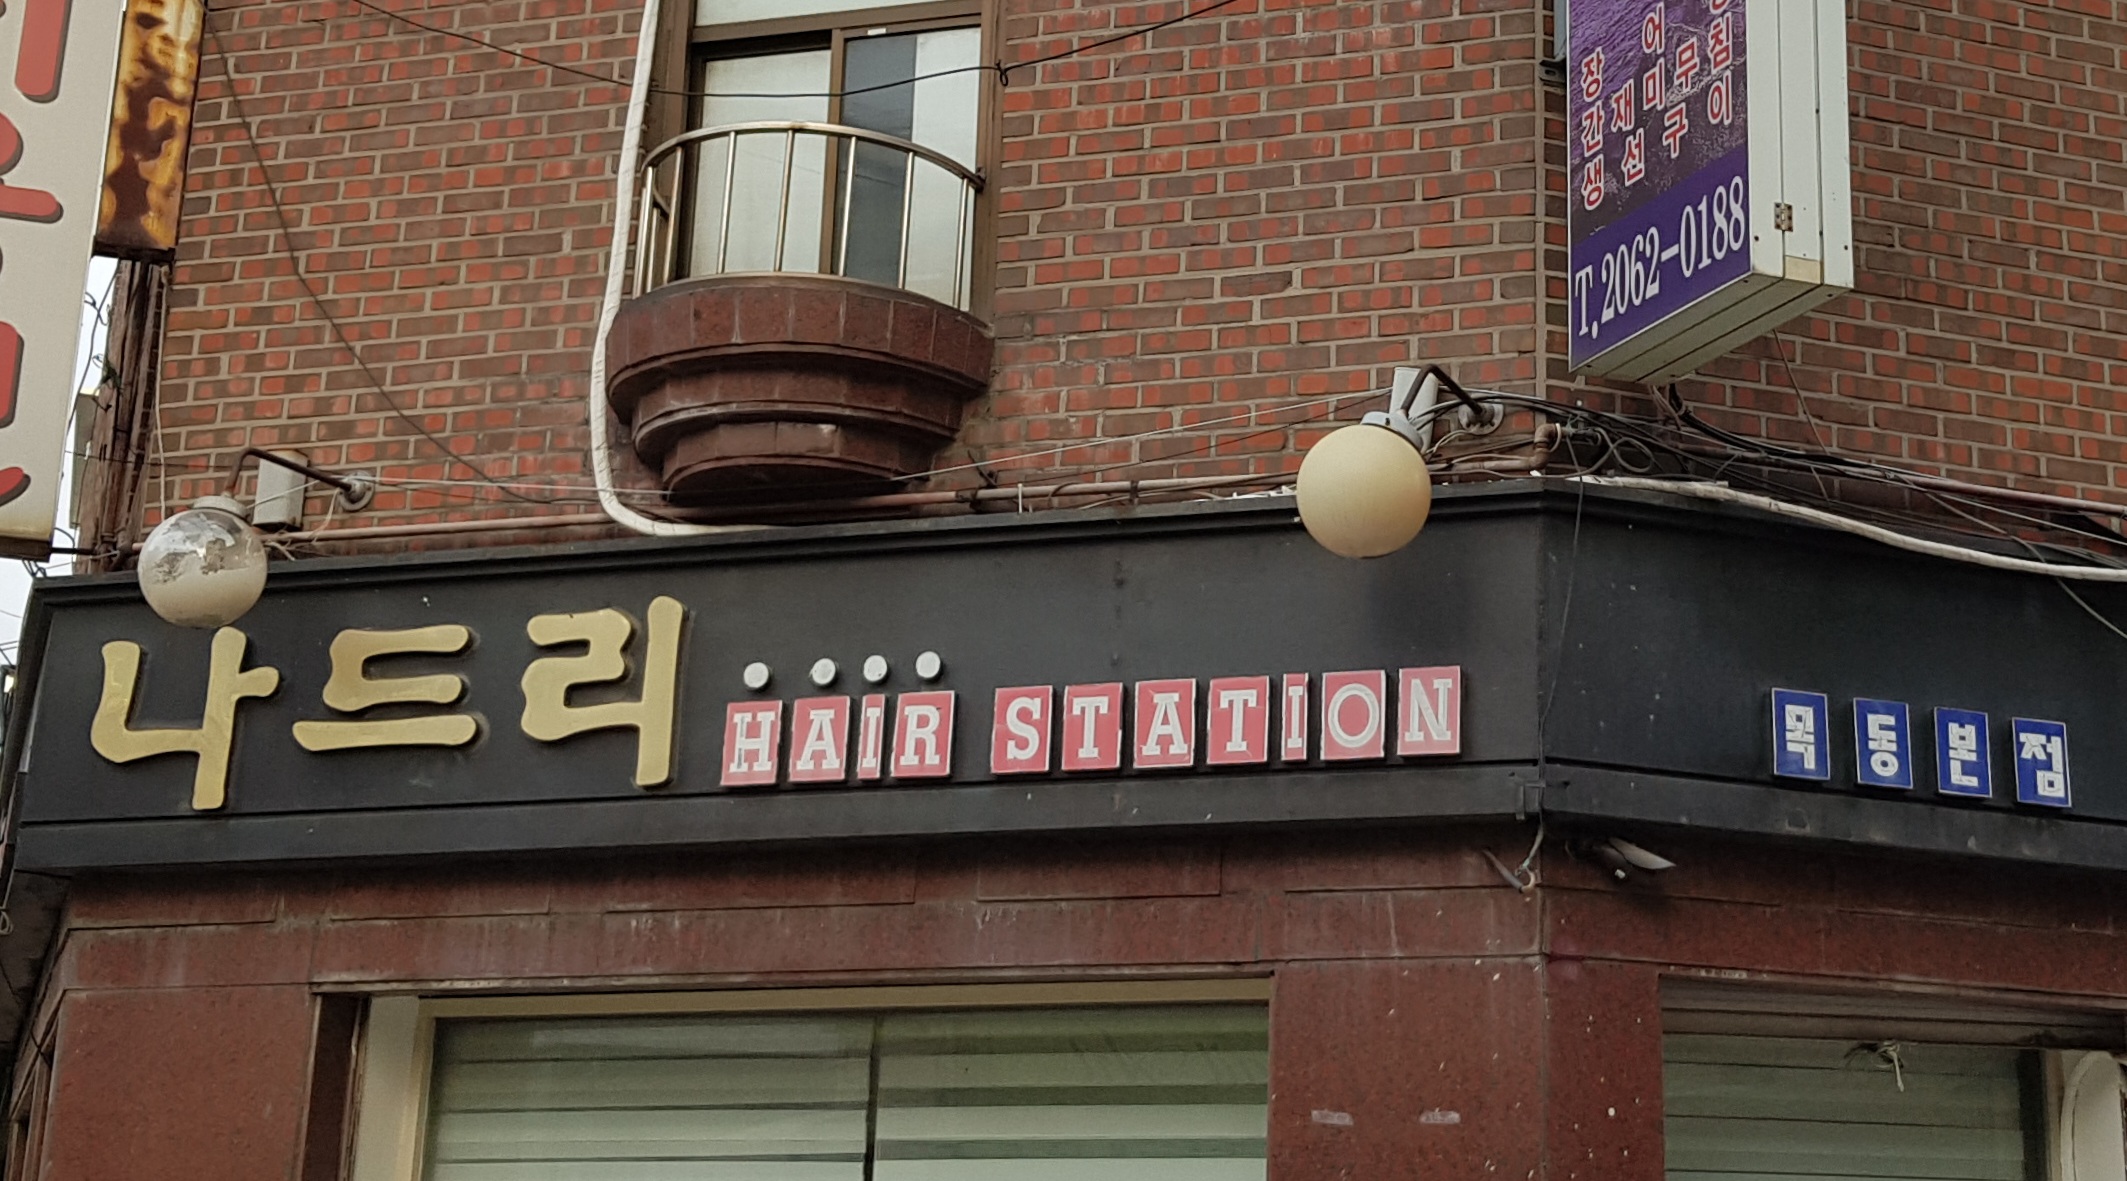 나드리 HAIR STATION
목동본점
장어
간재미무침
생선구이
T.2062-0188